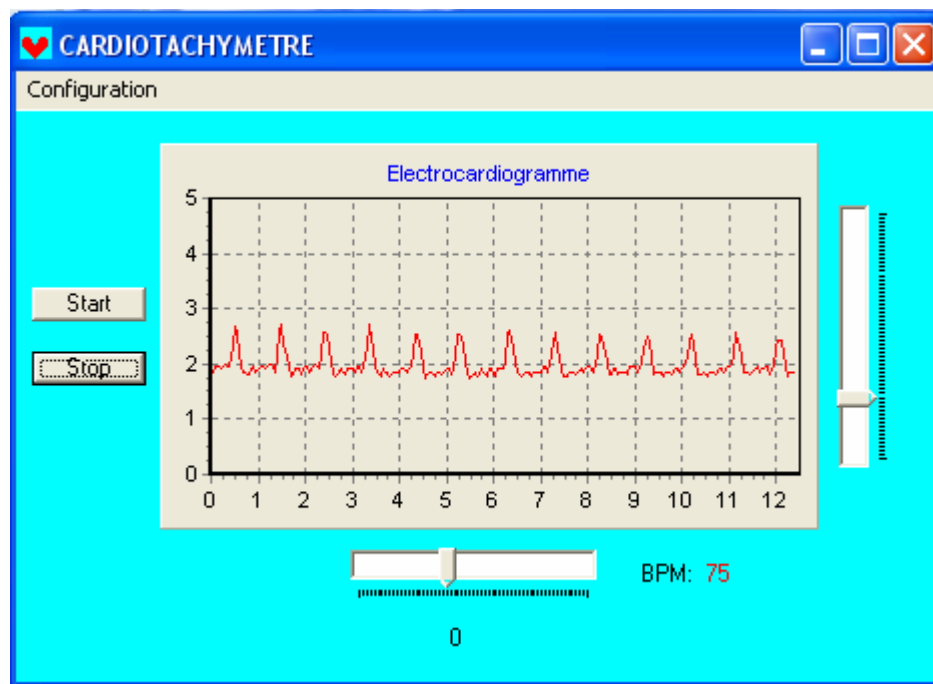 CARDIOTACHYMETRE
Configuration
Electrocardiogramme
5
4
3
2
1
0
0 1 2 3 4 5 6 7 8 9 10 11 12
Start
Stop
BPM: 75
0